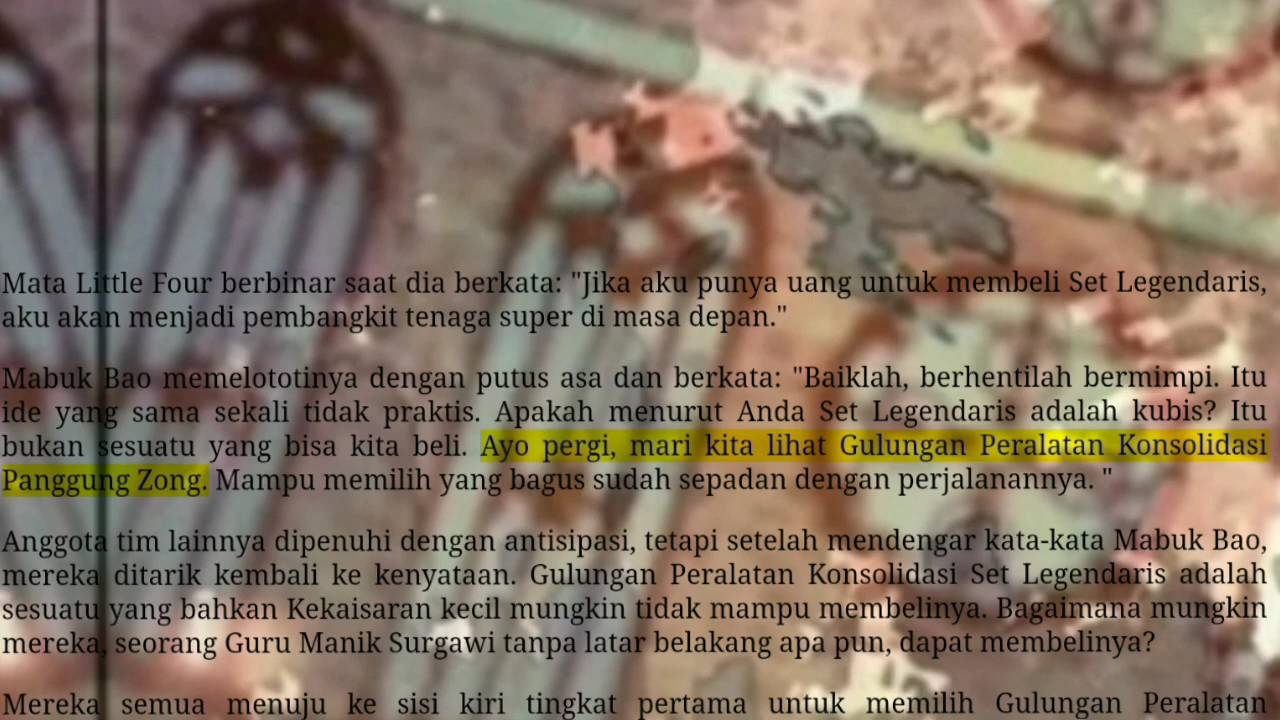 Mata Little Four berbinar saat dia berkata: "Jika aku punya uang untuk membeli Set Legendaris,
aku akan menjadi pembangkit tenaga super di masa depan."
Mabuk Bao memelototinya dengan putus asa dan berkata: "Baiklah, berhentilah bermimpi. Itu
ide yang sama sekali tidak praktis. Apakah menurut Anda Set Legendaris adalah kubis? Itu
bukan sesuatu yang bisa kita beli. Ayo pergi, mari kita lihat Gulungan Peralatan Konsolidasi
Panggung Zong. Mampu memilih yang bagus sudah sepadan dengan perjalanannya. "
Anggota tim lainnya dipenuhi dengan antisipasi, tetapi setelah mendengar kata-kata Mabuk Bao,
mereka ditarik kembali ke kenyataan. Gulungan Peralatan Konsolidasi Set Legendaris adalah
sesuatu yang bahkan Kekaisaran kecil mungkin tidak mampu membelinya. Bagaimana mungkin
mereka, seorang Guru Manik Surgawi tanpa latar belakang apa pun, dapat membelinya?
Mereka semua menuju ke sisi kiri tingkat pertama untuk memilih Gulungan Peralatan